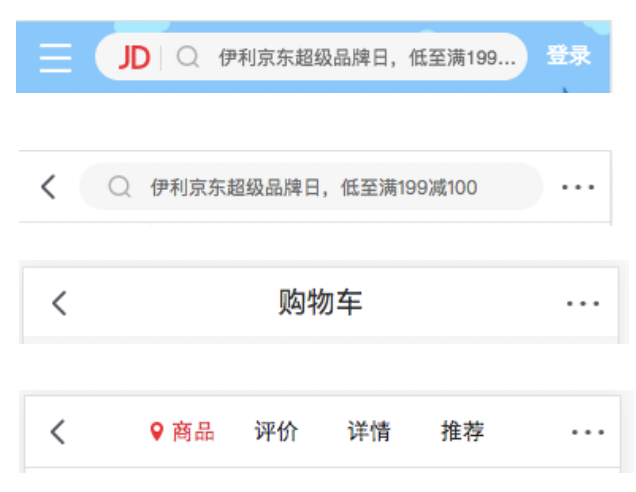 JD 伊利京东超级品牌日，低至满199... 登录
伊利京东超级品牌日，低至满199减100
购物车
商品 评价 详情 推荐